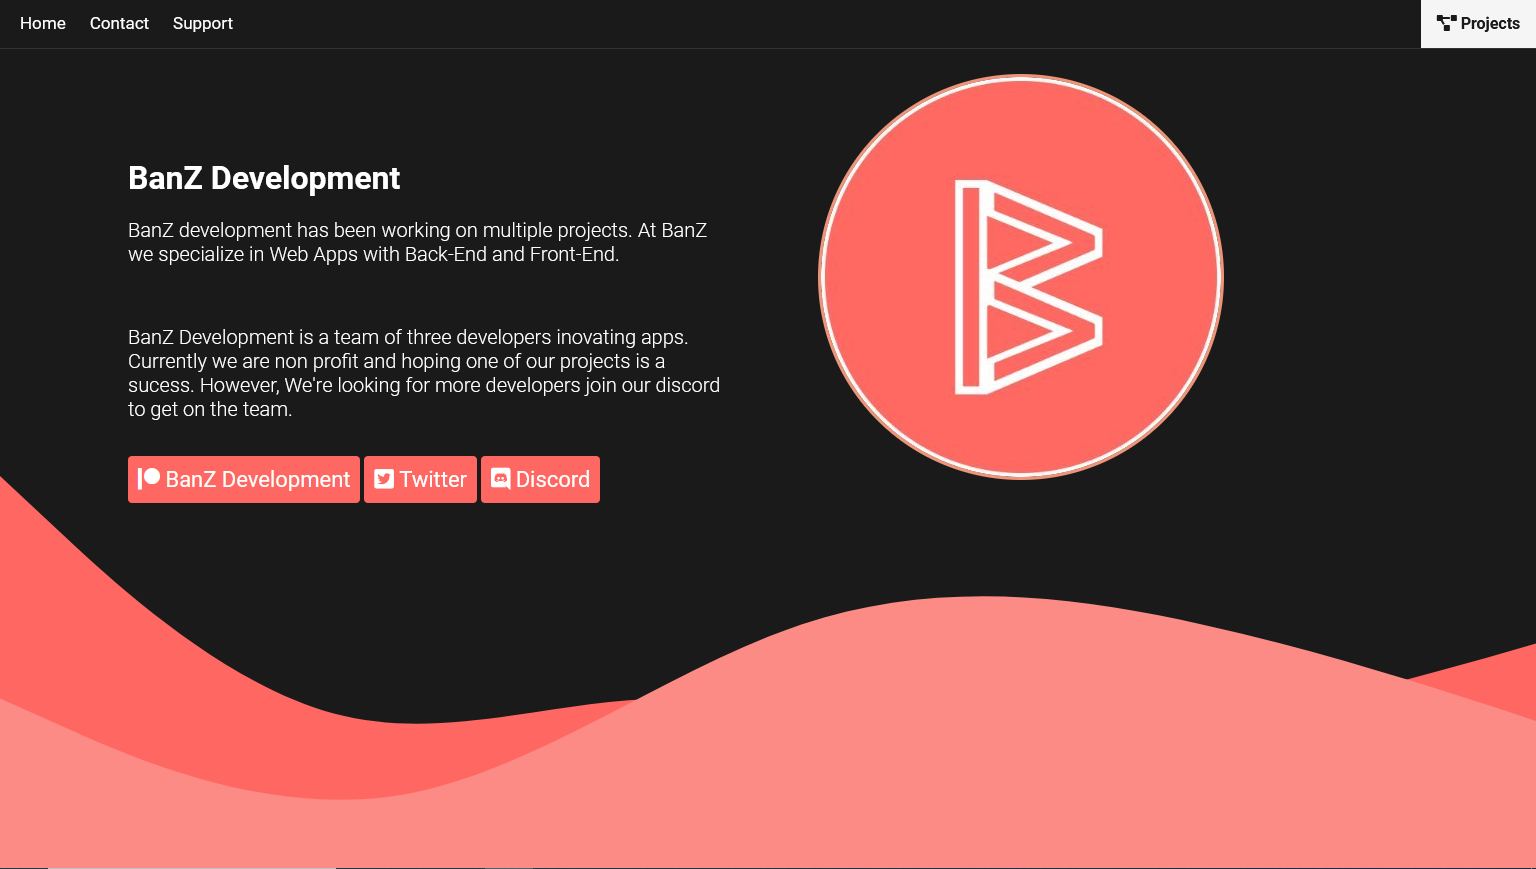 Home Contact Support Projects
BanZ Development
BanZ development has been working on multiple projects. At BanZ
we specialize in Web Apps with Back-End and Front-End.
BanZ Development is a team of three developers inovating apps.
Currently we are non profit and hoping one of our projects is a
sucess. However, We're looking for more developers join our discord
to get on the team.
BanZ Development Twitter Discord